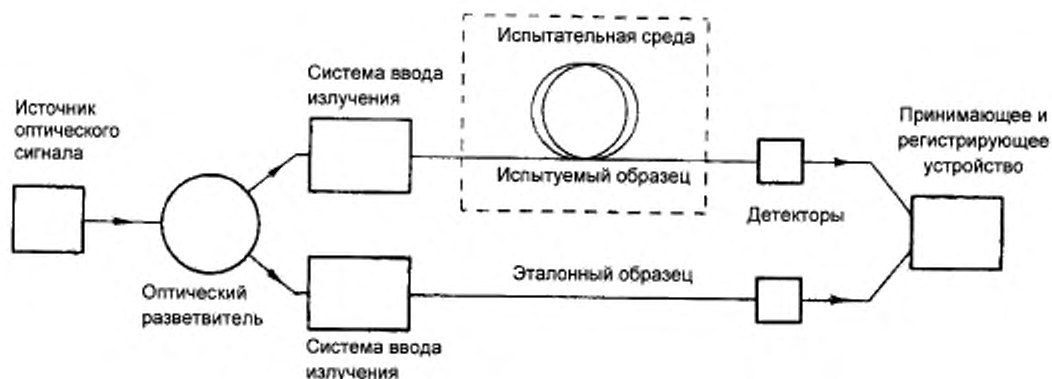 Испытательная среда
Система ввода
излучения
Источник
оптического
сигнала
Принимающее и
регистрирующее
устройство
Испытуемый образец
Детекторы
Эталонный образец
Оптический
разветвитель
Система ввода
излучения